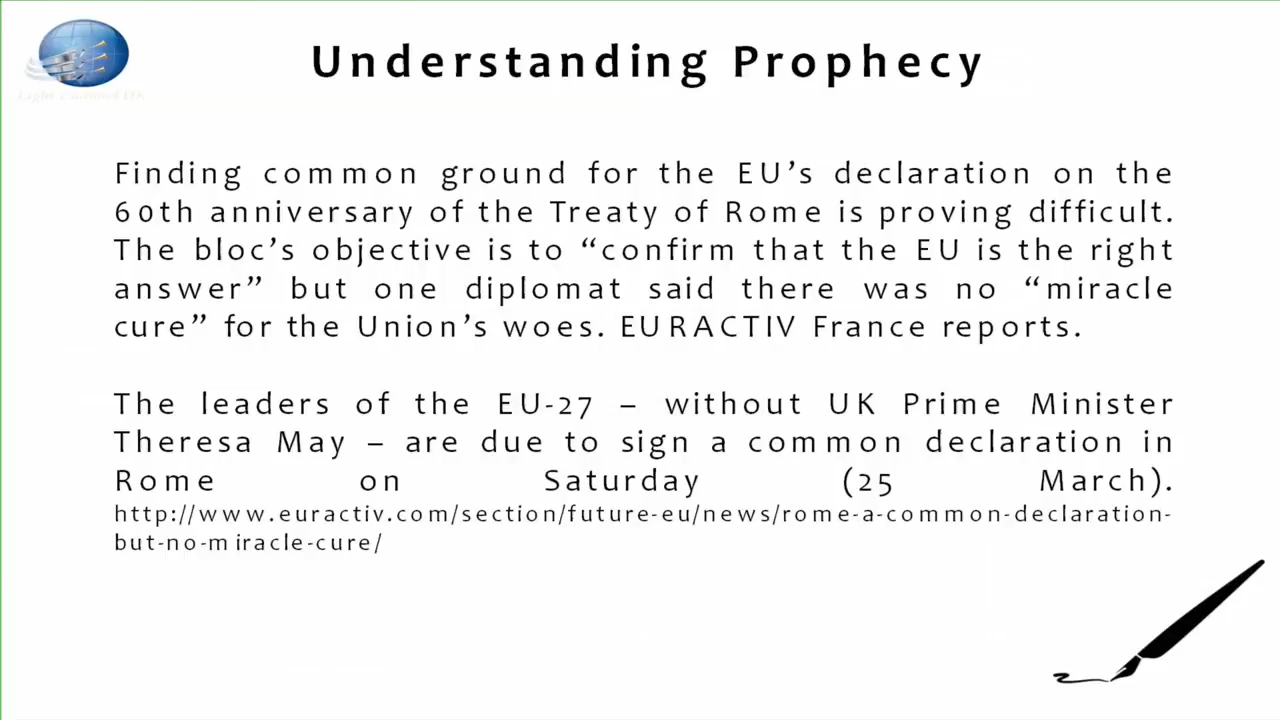 Understanding Prophecy
Finding common ground for the EU’s declaration on the
60th anniversary of the Treaty of Rome is proving difficult.
The bloc’s objective is to “confirm that the EU is the right
answer” but one diplomat said there was no “miracle
cure” for the Union’s woes. EURACTIV France reports.
The leaders of the EU-27 – without UK Prime Minister
Theresa May – are due to sign a common declaration in
Rome on Saturday (25 March).
http://www.euractiv.com/section/future-eu/news/rome-a-common-declaration-
but-no-miracle-cure/